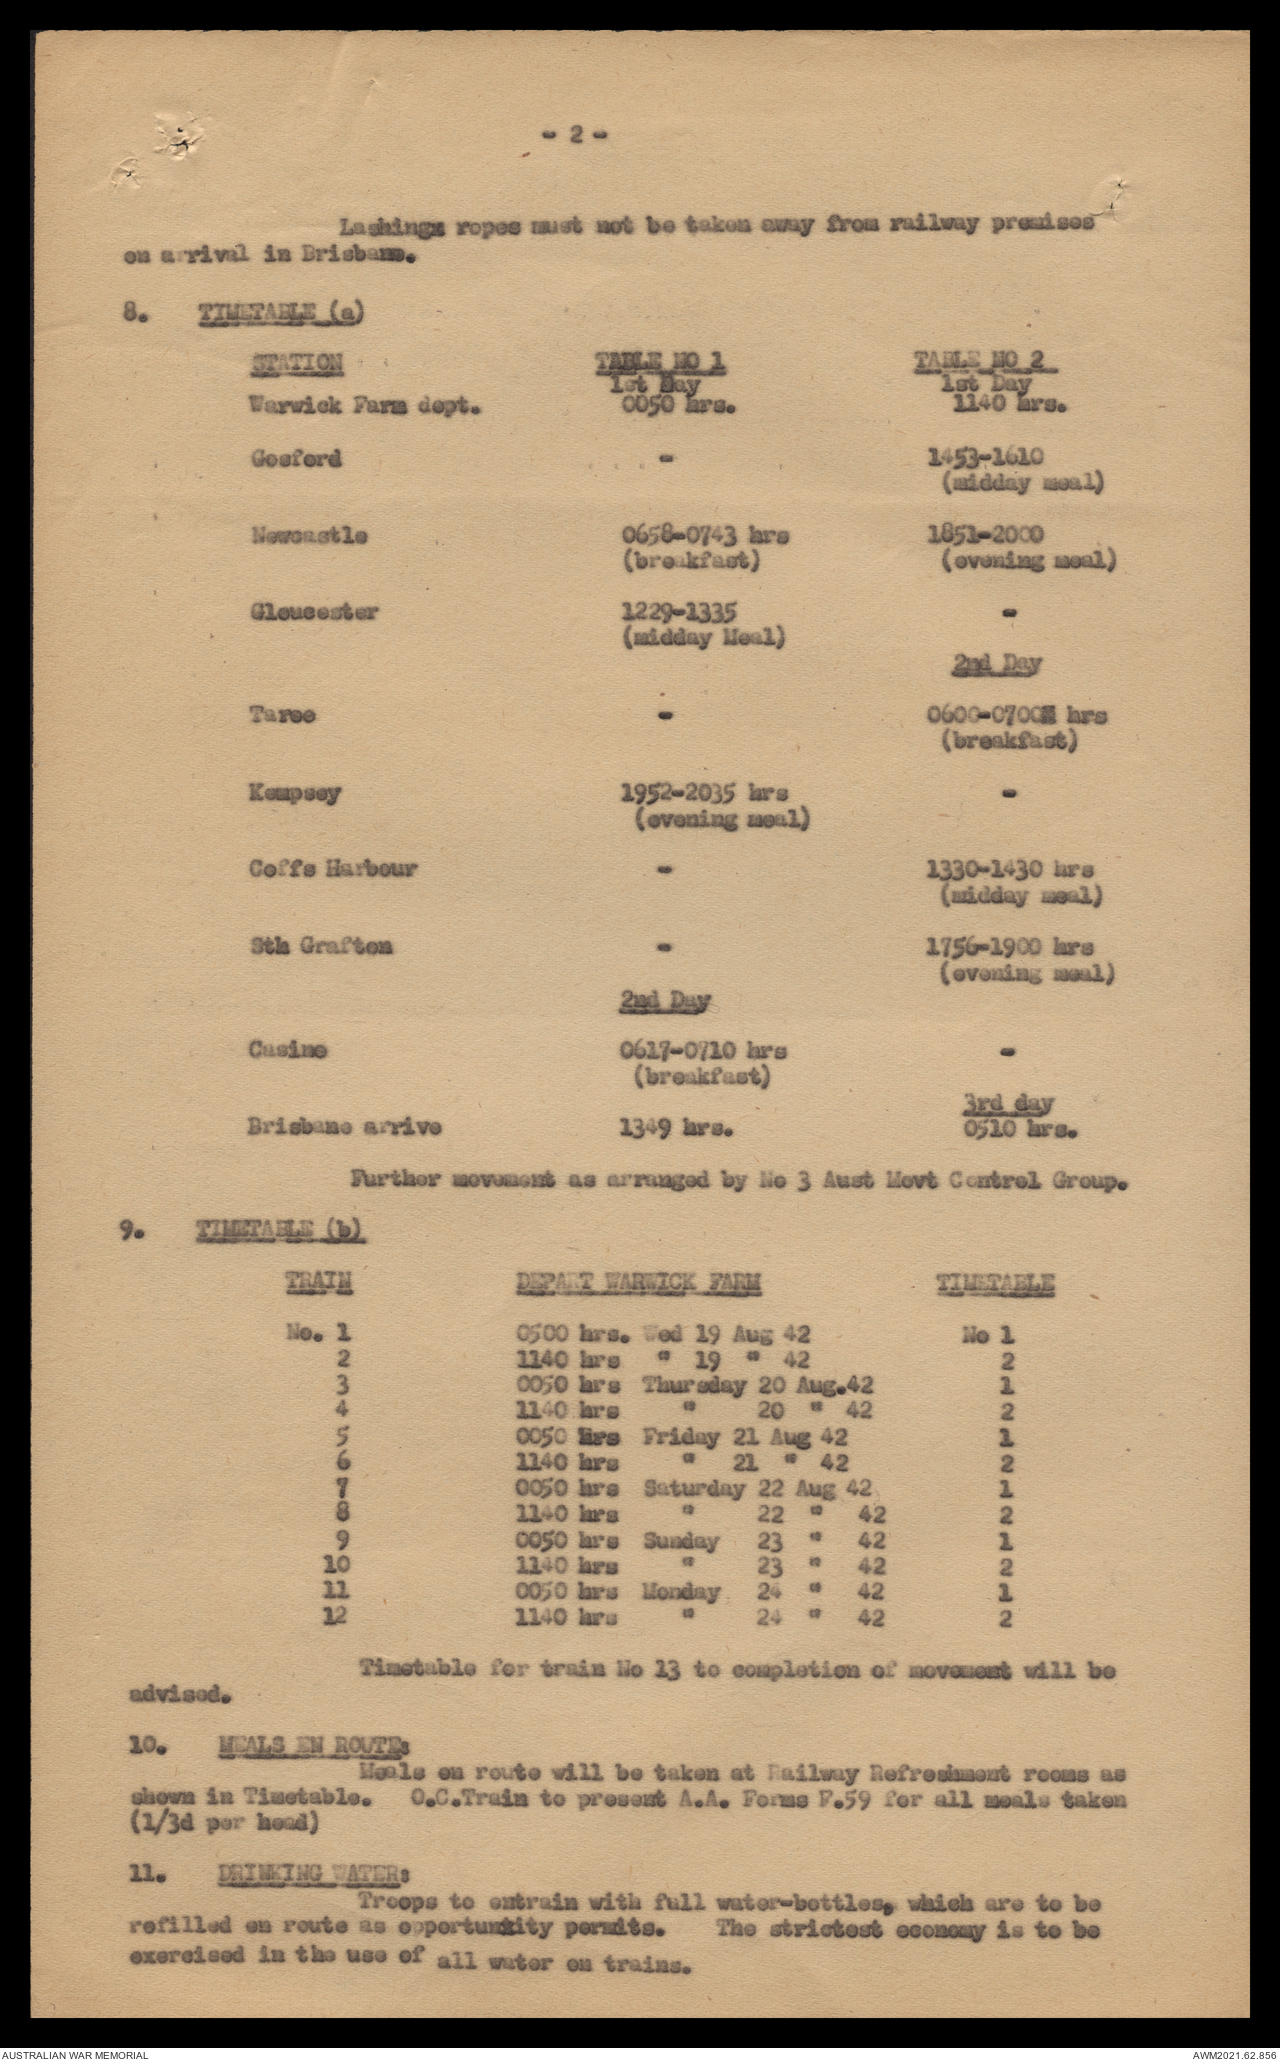 - 2 -
Lashings ropes must not be taken away from railway premises
on arrival in Brisbane.
8. TIMETABLE (a)
STATION TABLE NO 1 TABLE NO 2
1st Day 1st Day
Warwick Farm dept. 0050 hrs. 1140 hrs.
Gosford - 1453-1610
(midday meal)
Newcastle 0658-0743 hrs 1851-2000
(breakfast) (evening meal)
Gloucester 1229-1335 -
(midday Meal)
2nd Day
Taree - 0600-0700 hrs
(breakfast)
Kempsey 1952-2035 hrs -
(evening meal)
Coffs Harbour - 1330-1430 hrs
(midday meal)
Sth Grafton - 1756-1900 hrs
(evening meal)
2nd Day
Casino 0617-0710 hrs -
(breakfast)
3rd day
Brisbane arrive 1349 hrs. 0510 hrs.
Further movement as arranged by No 3 Aust Movt Control Group.
9. TIMETABLE (b)
TRAIN DEPART WARWICK FARM TIMETABLE
No. 1 0500 hrs. Wed 19 Aug 42 No 1
2 1140 hrs " 19 " 42 2
3 0050 hrs Thursday 20 Aug.42 1
4 1140 hrs " 20 " 42 2
5 0050 hrs Friday 21 Aug 42 1
6 1140 hrs " 21 " 42 2
7 0050 hrs Saturday 22 Aug 42 1
8 1140 hrs " 22 " 42 2
9 0050 hrs Sunday 23 " 42 1
10 1140 hrs " 23 " 42 2
11 0050 hrs Monday 24 " 42 1
12 1140 hrs " 24 " 42 2
Timetable for train No 13 to completion of movement will be
advised.
10. MEALS EN ROUTE:
Meals en route will be taken at Railway Refreshment rooms as
shown in Timetable. O.C.Train to present A.A. Forms F.59 for all meals taken
(1/3d per head)
11. DRINKING WATER:
Troops to entrain with full water-bottles, which are to be
refilled en route as opportunity permits. The strictest economy is to be
exercised in the use of all water on trains.
AUSTRALIAN WAR MEMORIAL AWM2021.62.856